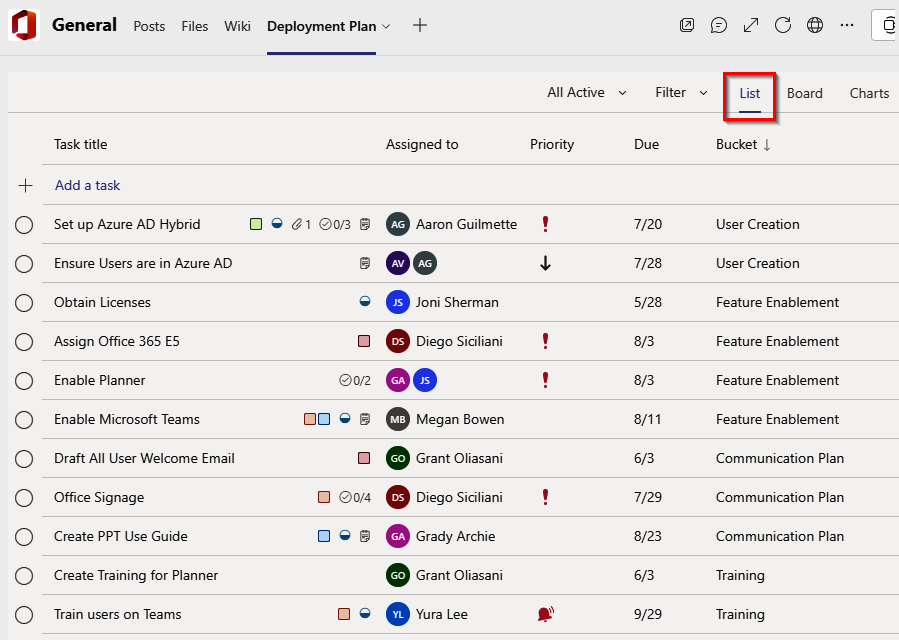 General Posts Files Wiki Deployment Plan
All Active Filter List Board Charts
Task title Assigned to Priority Due Bucket ↓
Add a task
Set up Azure AD Hybrid 1 0/3 AG Aaron Guilmette 7/20 User Creation
Ensure Users are in Azure AD AV AG 7/28 User Creation
Obtain Licenses JS Joni Sherman 5/28 Feature Enablement
Assign Office 365 E5 DS Diego Siciliani 8/3 Feature Enablement
Enable Planner 0/2 GA JS 8/3 Feature Enablement
Enable Microsoft Teams MB Megan Bowen 8/11 Feature Enablement
Draft All User Welcome Email GO Grant Oliasani 6/3 Communication Plan
Office Signage 0/4 DS Diego Siciliani 7/29 Communication Plan
Create PPT Use Guide GA Grady Archie 8/23 Communication Plan
Create Training for Planner GO Grant Oliasani 6/3 Training
Train users on Teams YL Yura Lee 9/29 Training